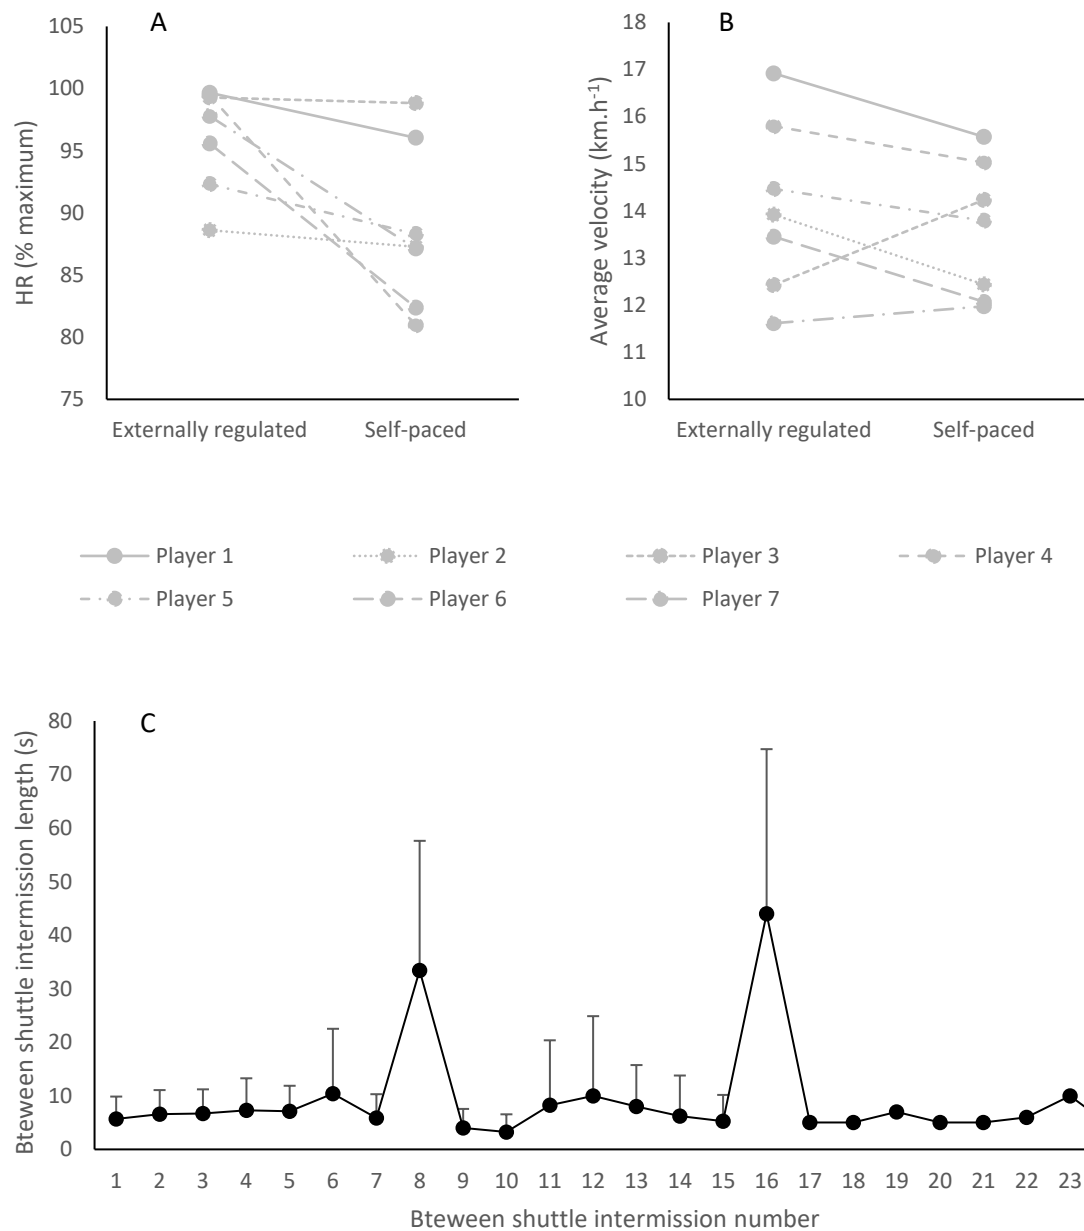 A
105
100
95
90
85
80
75
HR (% maximum)
Externally regulated
Self-paced
B
18
17
16
15
14
13
12
11
10
Average velocity (km.h⁻¹)
Externally regulated
Self-paced
Player 1
Player 2
Player 3
Player 4
Player 5
Player 6
Player 7
C
80
70
60
50
40
30
20
10
0
Bteween shuttle intermission length (s)
1 2 3 4 5 6 7 8 9 10 11 12 13 14 15 16 17 18 19 20 21 22 23
Bteween shuttle intermission number